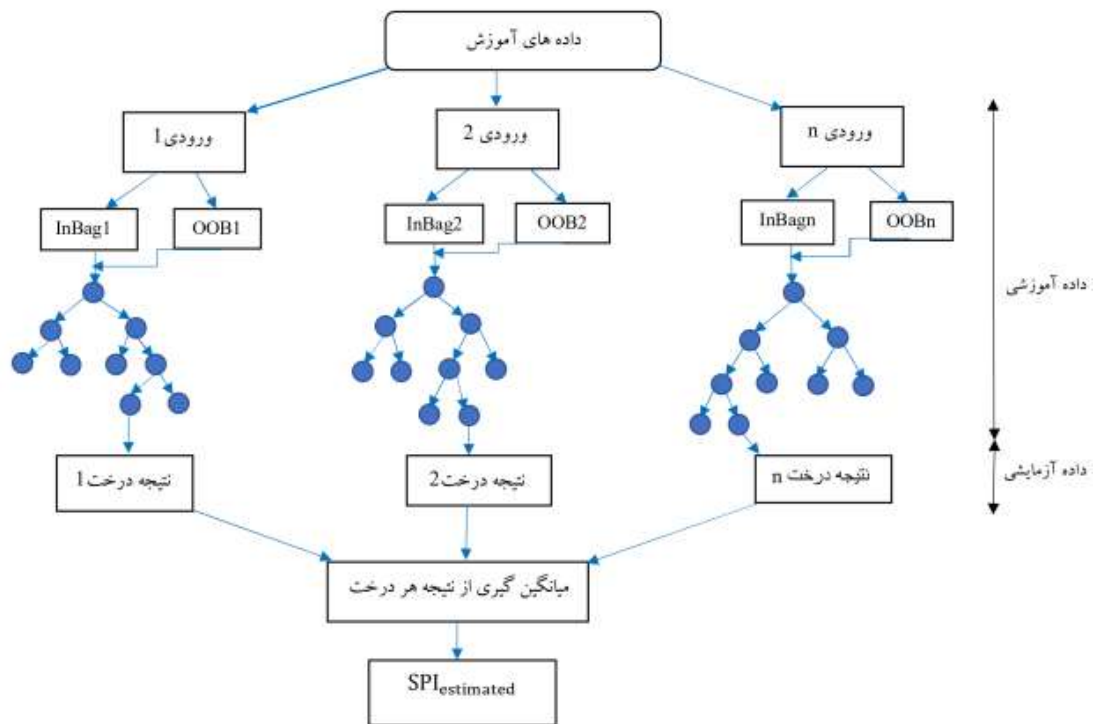 داده های آموزش
ورودی 1
ورودی 2
ورودی n
InBag1
OOB1
InBag2
OOB2
InBagn
OOBn
داده آموزشی
نتیجه درخت 1
نتیجه درخت 2
نتیجه درخت n
داده آزمایشی
میانگین گیری از نتیجه هر درخت
SPIestimated